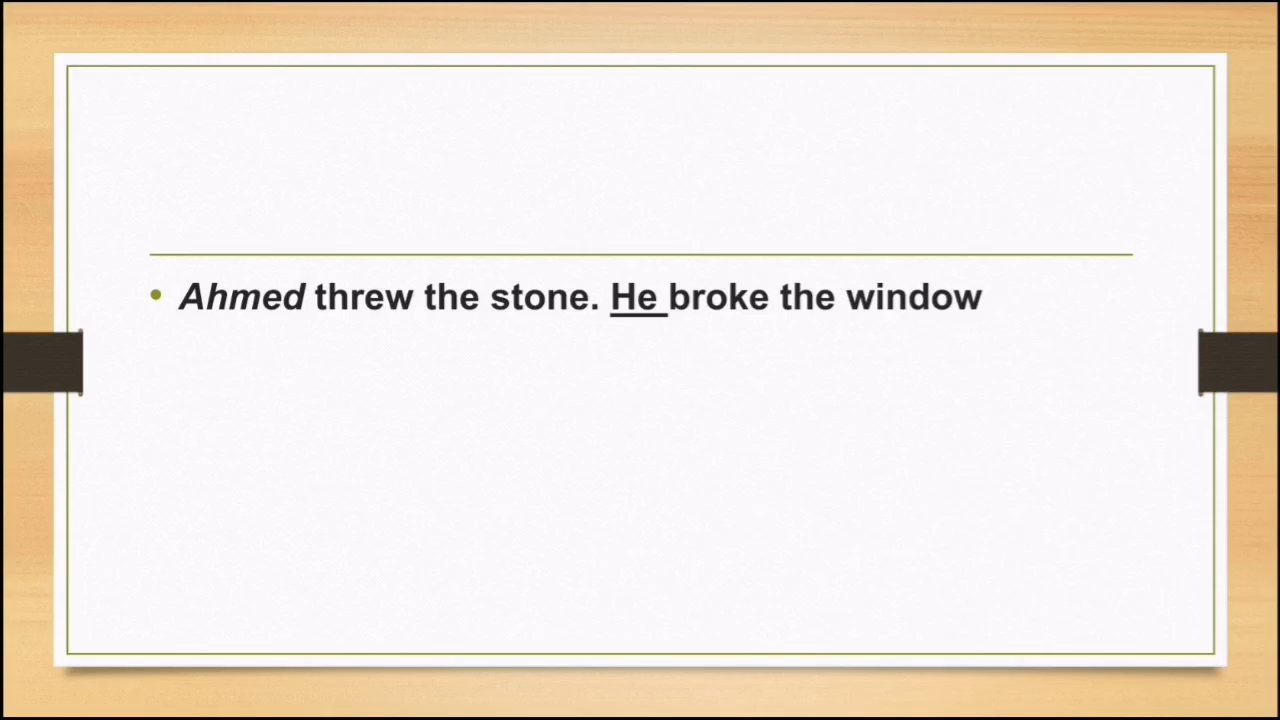 • Ahmed threw the stone. He broke the window